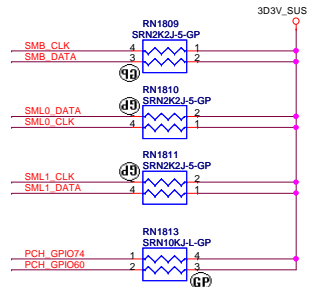 3D3V_SUS
RN1809
SRN2K2J-5-GP
SMB_CLK 4 1
SMB_DATA 3 2
GP
RN1810
SRN2K2J-5-GP
GP
SML0_DATA 3 2
SML0_CLK 4 1
RN1811
SRN2K2J-5-GP
GP
SML1_CLK 3 2
SML1_DATA 4 1
RN1813
SRN10KJ-L-GP
PCH_GPIO74 1 4
PCH_GPIO60 2 3
GP